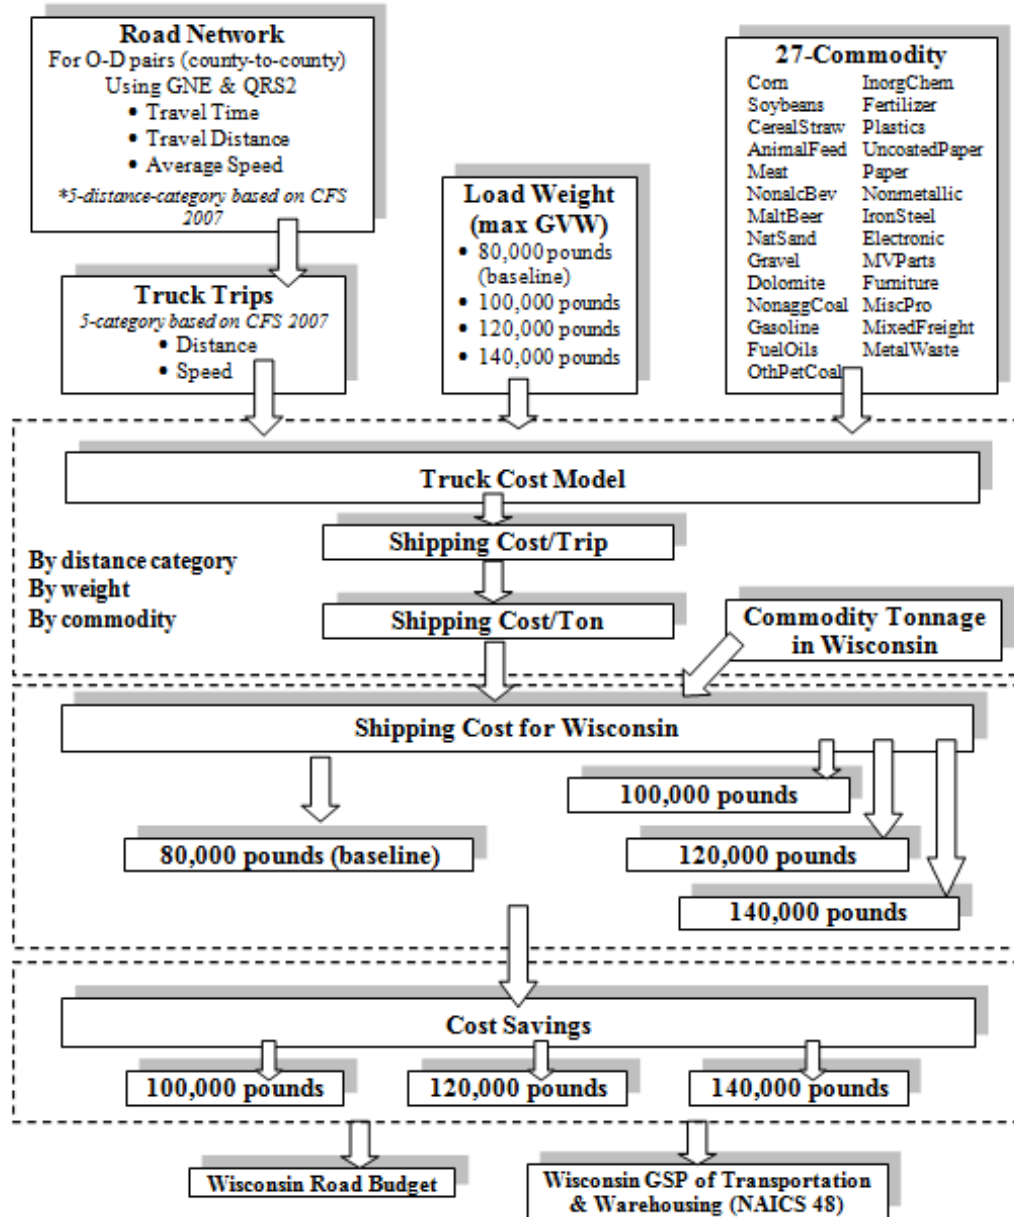 Road Network
For O-D pairs (county-to-county)
Using GNE & QRS2
• Travel Time
• Travel Distance
• Average Speed
*5-distance-category based on CFS
2007
Truck Trips
5-category based on CFS 2007
• Distance
• Speed
Load Weight
(max GVW)
• 80,000 pounds
(baseline)
• 100,000 pounds
• 120,000 pounds
• 140,000 pounds
27-Commodity
Corn InorgChem
Soybeans Fertilizer
CerealStraw Plastics
AnimalFeed UncoatedPaper
Meat Paper
NonalcBev Nonmetallic
MaltBeer IronSteel
NatSand Electronic
Gravel MVParts
Dolomite Furniture
NonaggCoal MiscPro
Gasoline MixedFreight
FuelOils MetalWaste
OthPetCoal
Truck Cost Model
Shipping Cost/Trip
By distance category
By weight
By commodity
Shipping Cost/Ton
Commodity Tonnage
in Wisconsin
Shipping Cost for Wisconsin
100,000 pounds
80,000 pounds (baseline)
120,000 pounds
140,000 pounds
Cost Savings
100,000 pounds
120,000 pounds
140,000 pounds
Wisconsin Road Budget
Wisconsin GSP of Transportation
& Warehousing (NAICS 48)